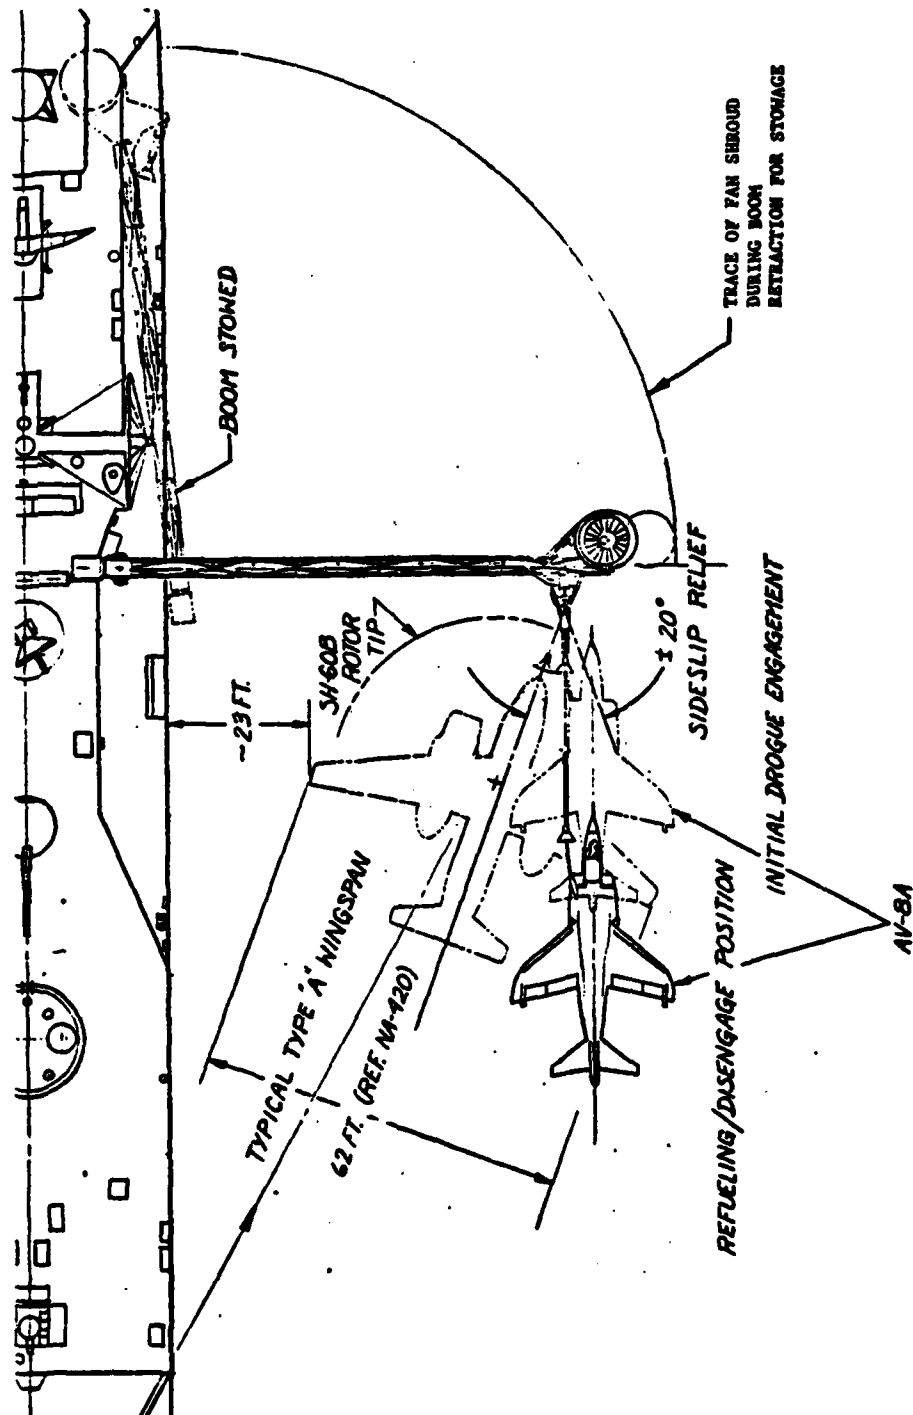 TRACE OF FAN SHROUD
DURING BOOM
RETRACTION FOR STOWAGE
BOOM STOWED
SH-60B
ROTOR
TIP
~23 FT.
± 20°
SIDESLIP RELIEF
INITIAL DROGUE ENGAGEMENT
TYPICAL TYPE "A" WINGSPAN
62 FT. (REF. NA-420)
REFUELING/DISENGAGE POSITION
AV-8A